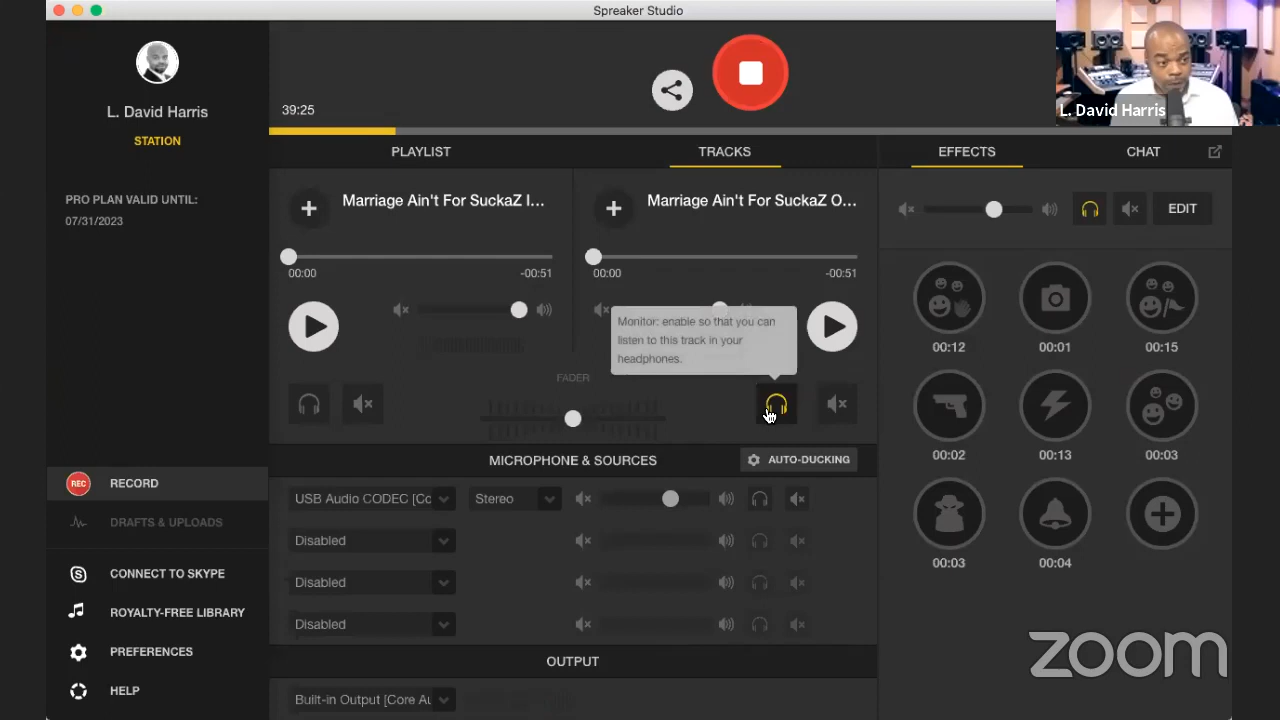 Spreaker Studio
L. David Harris
L. David Harris
STATION
PRO PLAN VALID UNTIL:
07/31/2023
39:25
PLAYLIST
TRACKS
EFFECTS
CHAT
Marriage Ain't For SuckaZ I...
Marriage Ain't For SuckaZ O...
EDIT
00:00
-00:51
00:00
-00:51
Monitor: enable so that you can
listen to this track in your
headphones.
FADER
00:12
00:01
00:15
00:02
00:13
00:03
00:03
00:04
MICROPHONE & SOURCES
AUTO-DUCKING
USB Audio CODEC [Co
Stereo
Disabled
Disabled
Disabled
OUTPUT
Built-in Output [Core Au
REC
RECORD
DRAFTS & UPLOADS
CONNECT TO SKYPE
ROYALTY-FREE LIBRARY
PREFERENCES
HELP
zoom